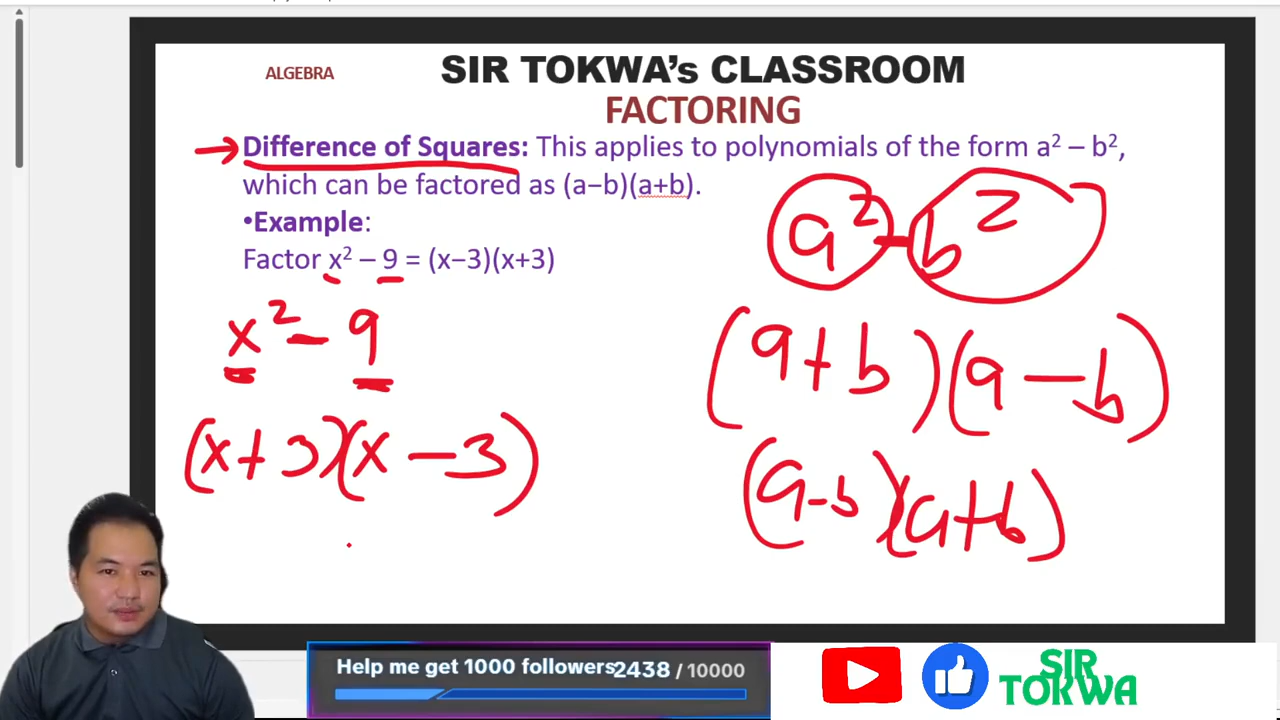 ALGEBRA
SIR TOKWA's CLASSROOM
FACTORING
Difference of Squares: This applies to polynomials of the form a² – b²,
which can be factored as (a−b)(a+b).
•Example:
Factor x² – 9 = (x−3)(x+3)
x² – 9
(x + 3)(x – 3)
a² – b²
(a + b)(a – b)
(a – b)(a + b)
Help me get 1000 followers 2438 / 10000
SIR
TOKWA